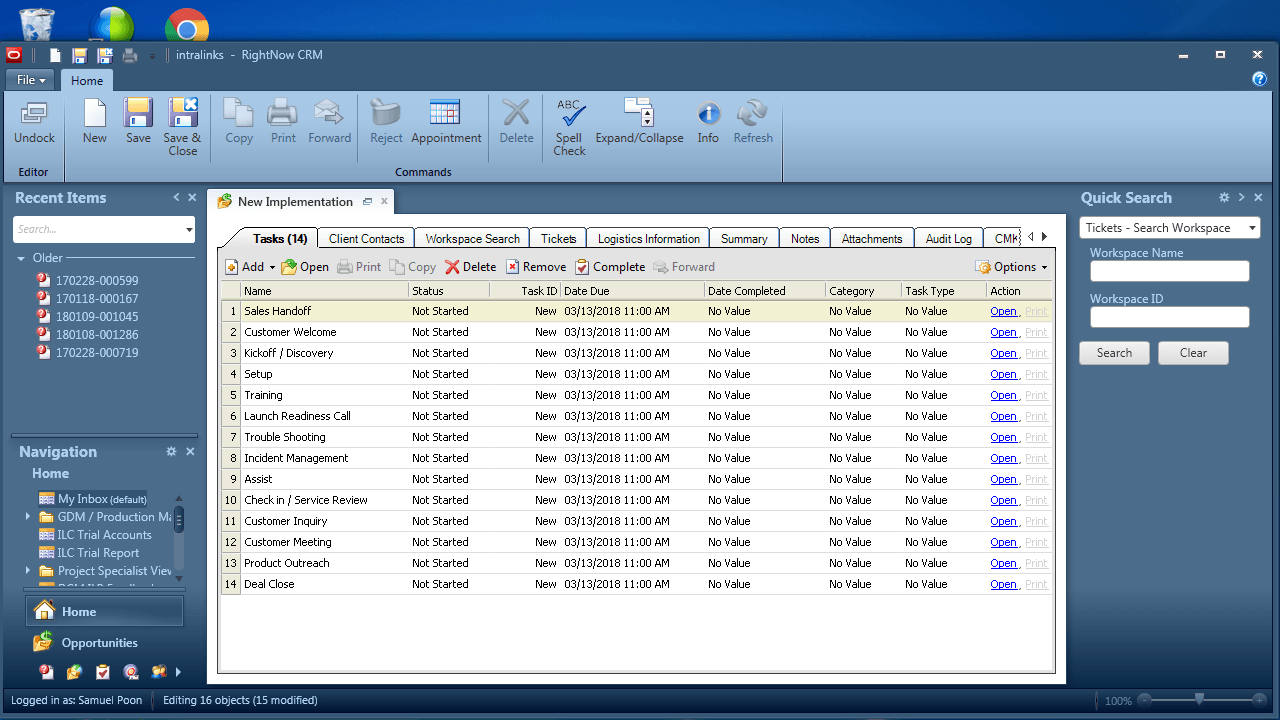 intralinks - RightNow CRM
File Home
Undock New Save Save & Close Copy Print Forward Reject Appointment Delete ABC Spell Check Expand/Collapse Info Refresh
Editor Commands
Recent Items
Search...
Older
170228-000599
170118-000167
180109-001045
180108-001286
170228-000719
Navigation
Home
My Inbox (default)
GDM / Production Ma
ILC Trial Accounts
ILC Trial Report
Project Specialist View
Home
Opportunities
New Implementation
Tasks (14) Client Contacts Workspace Search Tickets Logistics Information Summary Notes Attachments Audit Log CMK
Add Open Print Copy Delete Remove Complete Forward Options
Name Status Task ID Date Due Date Completed Category Task Type Action
1 Sales Handoff Not Started New 03/13/2018 11:00 AM No Value No Value No Value Open , Print
2 Customer Welcome Not Started New 03/13/2018 11:00 AM No Value No Value No Value Open , Print
3 Kickoff / Discovery Not Started New 03/13/2018 11:00 AM No Value No Value No Value Open , Print
4 Setup Not Started New 03/13/2018 11:00 AM No Value No Value No Value Open , Print
5 Training Not Started New 03/13/2018 11:00 AM No Value No Value No Value Open , Print
6 Launch Readiness Call Not Started New 03/13/2018 11:00 AM No Value No Value No Value Open , Print
7 Trouble Shooting Not Started New 03/13/2018 11:00 AM No Value No Value No Value Open , Print
8 Incident Management Not Started New 03/13/2018 11:00 AM No Value No Value No Value Open , Print
9 Assist Not Started New 03/13/2018 11:00 AM No Value No Value No Value Open , Print
10 Check in / Service Review Not Started New 03/13/2018 11:00 AM No Value No Value No Value Open , Print
11 Customer Inquiry Not Started New 03/13/2018 11:00 AM No Value No Value No Value Open , Print
12 Customer Meeting Not Started New 03/13/2018 11:00 AM No Value No Value No Value Open , Print
13 Product Outreach Not Started New 03/13/2018 11:00 AM No Value No Value No Value Open , Print
14 Deal Close Not Started New 03/13/2018 11:00 AM No Value No Value No Value Open , Print
Quick Search
Tickets - Search Workspace
Workspace Name
Workspace ID
Search Clear
Logged in as: Samuel Poon Editing 16 objects (15 modified) 100%